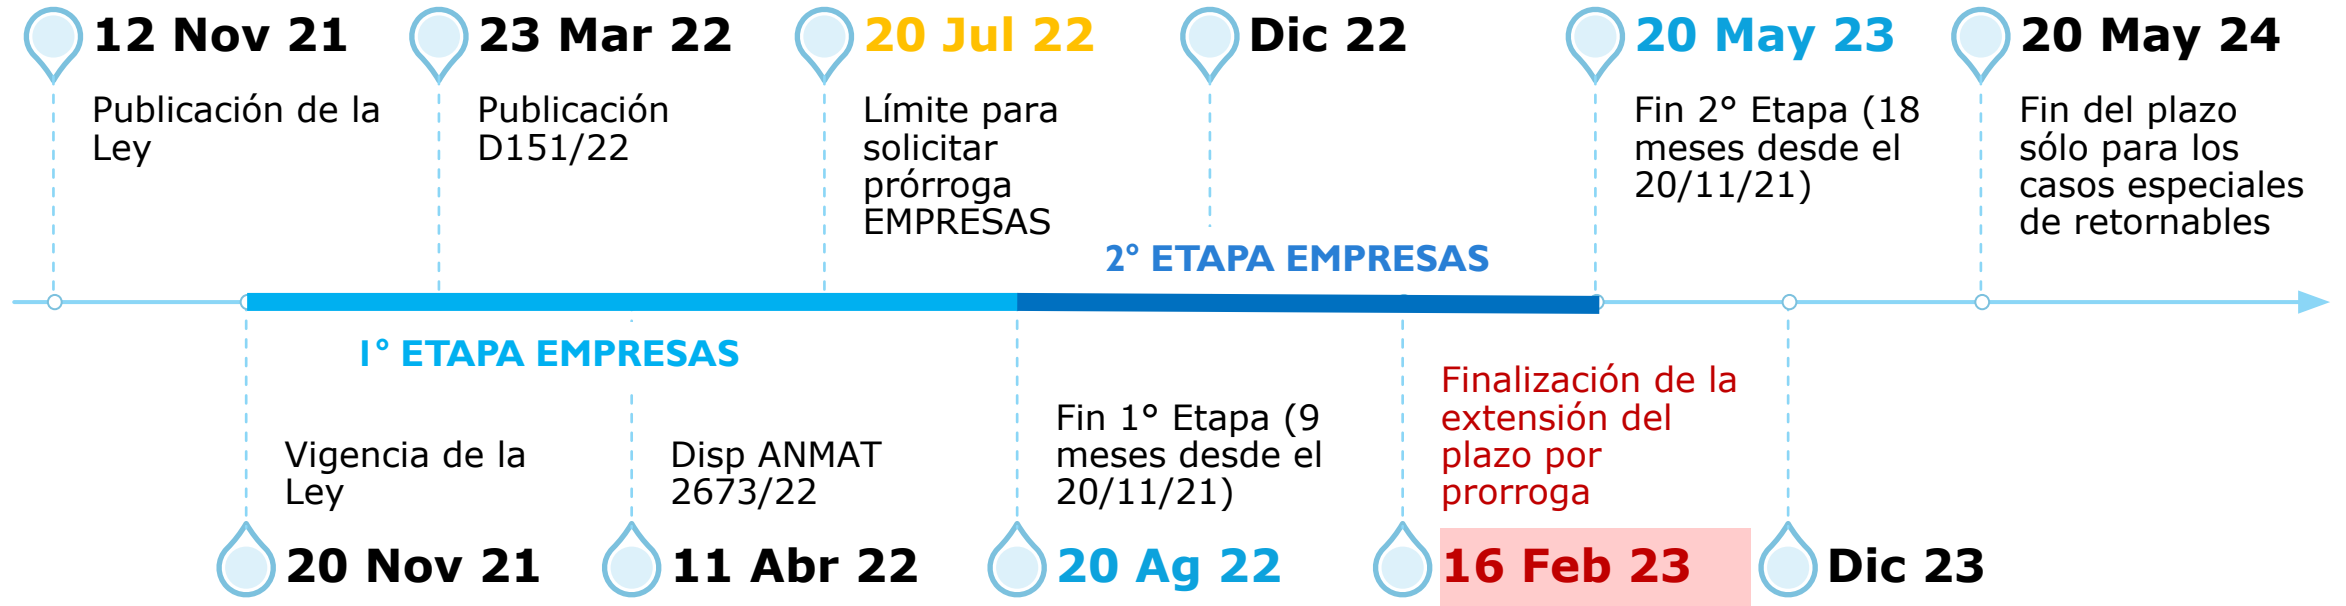 12 Nov 21
Publicación de la
Ley
23 Mar 22
Publicación
D151/22
20 Jul 22
Límite para
solicitar
prórroga
EMPRESAS
Dic 22
20 May 23
Fin 2° Etapa (18
meses desde el
20/11/21)
20 May 24
Fin del plazo
sólo para los
casos especiales
de retornables
2° ETAPA EMPRESAS
1° ETAPA EMPRESAS
Vigencia de la
Ley
20 Nov 21
Disp ANMAT
2673/22
11 Abr 22
Fin 1° Etapa (9
meses desde el
20/11/21)
20 Ag 22
Finalización de la
extensión del
plazo por
prorroga
16 Feb 23
Dic 23